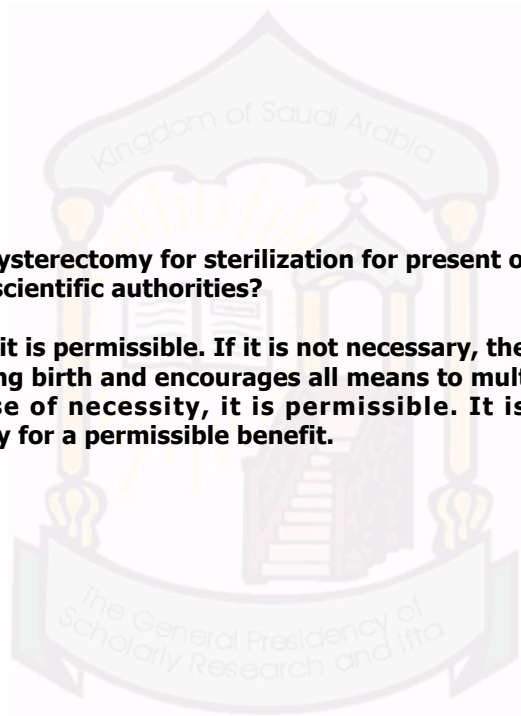 Kingdom of Saudi Arabia
ysterectomy for sterilization for present o
scientific authorities?
it is permissible. If it is not necessary, the
ng birth and encourages all means to mult
se of necessity, it is permissible. It is
y for a permissible benefit.
The General Presidency of
Scholarly Research and Ifta